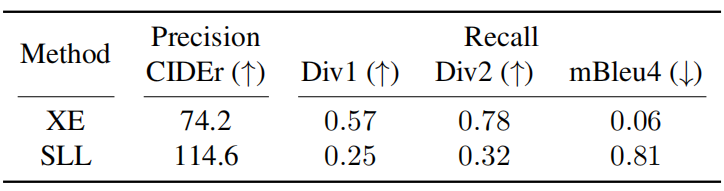 Method Precision Recall
CIDEr (↑) Div1 (↑) Div2 (↑) mBleu4 (↓)
XE 74.2 0.57 0.78 0.06
SLL 114.6 0.25 0.32 0.81